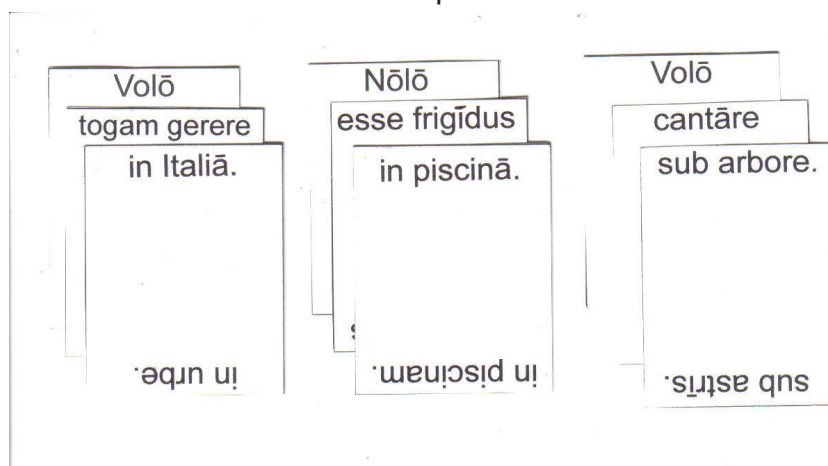 Volō
togam gerere
in Italiā.
in urbe.
Nōlō
esse frigīdus
in piscinā.
in piscinam.
Volō
cantāre
sub arbore.
sub astrīs.